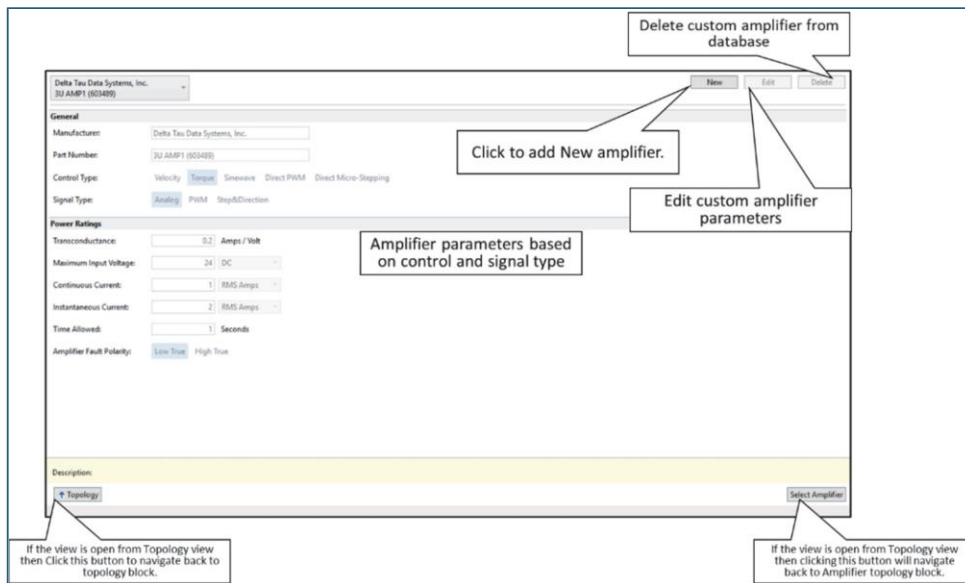 Delete custom amplifier from
database
Delta Tau Data Systems, Inc.
3U AMP1 (603489)
New
Edit
Delete
General
Manufacturer:
Delta Tau Data Systems, Inc.
Click to add New amplifier.
Part Number:
3U AMP1 (603489)
Control Type:
Velocity Torque Sinewave Direct PWM Direct Micro-Stepping
Signal Type:
Analog PWM Step&Direction
Edit custom amplifier
parameters
Power Ratings
Transconductance:
0.2 Amps / Volt
Amplifier parameters based
on control and signal type
Maximum Input Voltage:
24 DC
Continuous Current:
1 RMS Amps
Instantaneous Current:
2 RMS Amps
Time Allowed:
1 Seconds
Amplifier Fault Polarity:
Low True High True
Description:
↑ Topology
Select Amplifier
If the view is open from Topology view
then Click this button to navigate back to
topology block.
If the view is open from Topology view
then clicking this button will navigate
back to Amplifier topology block.